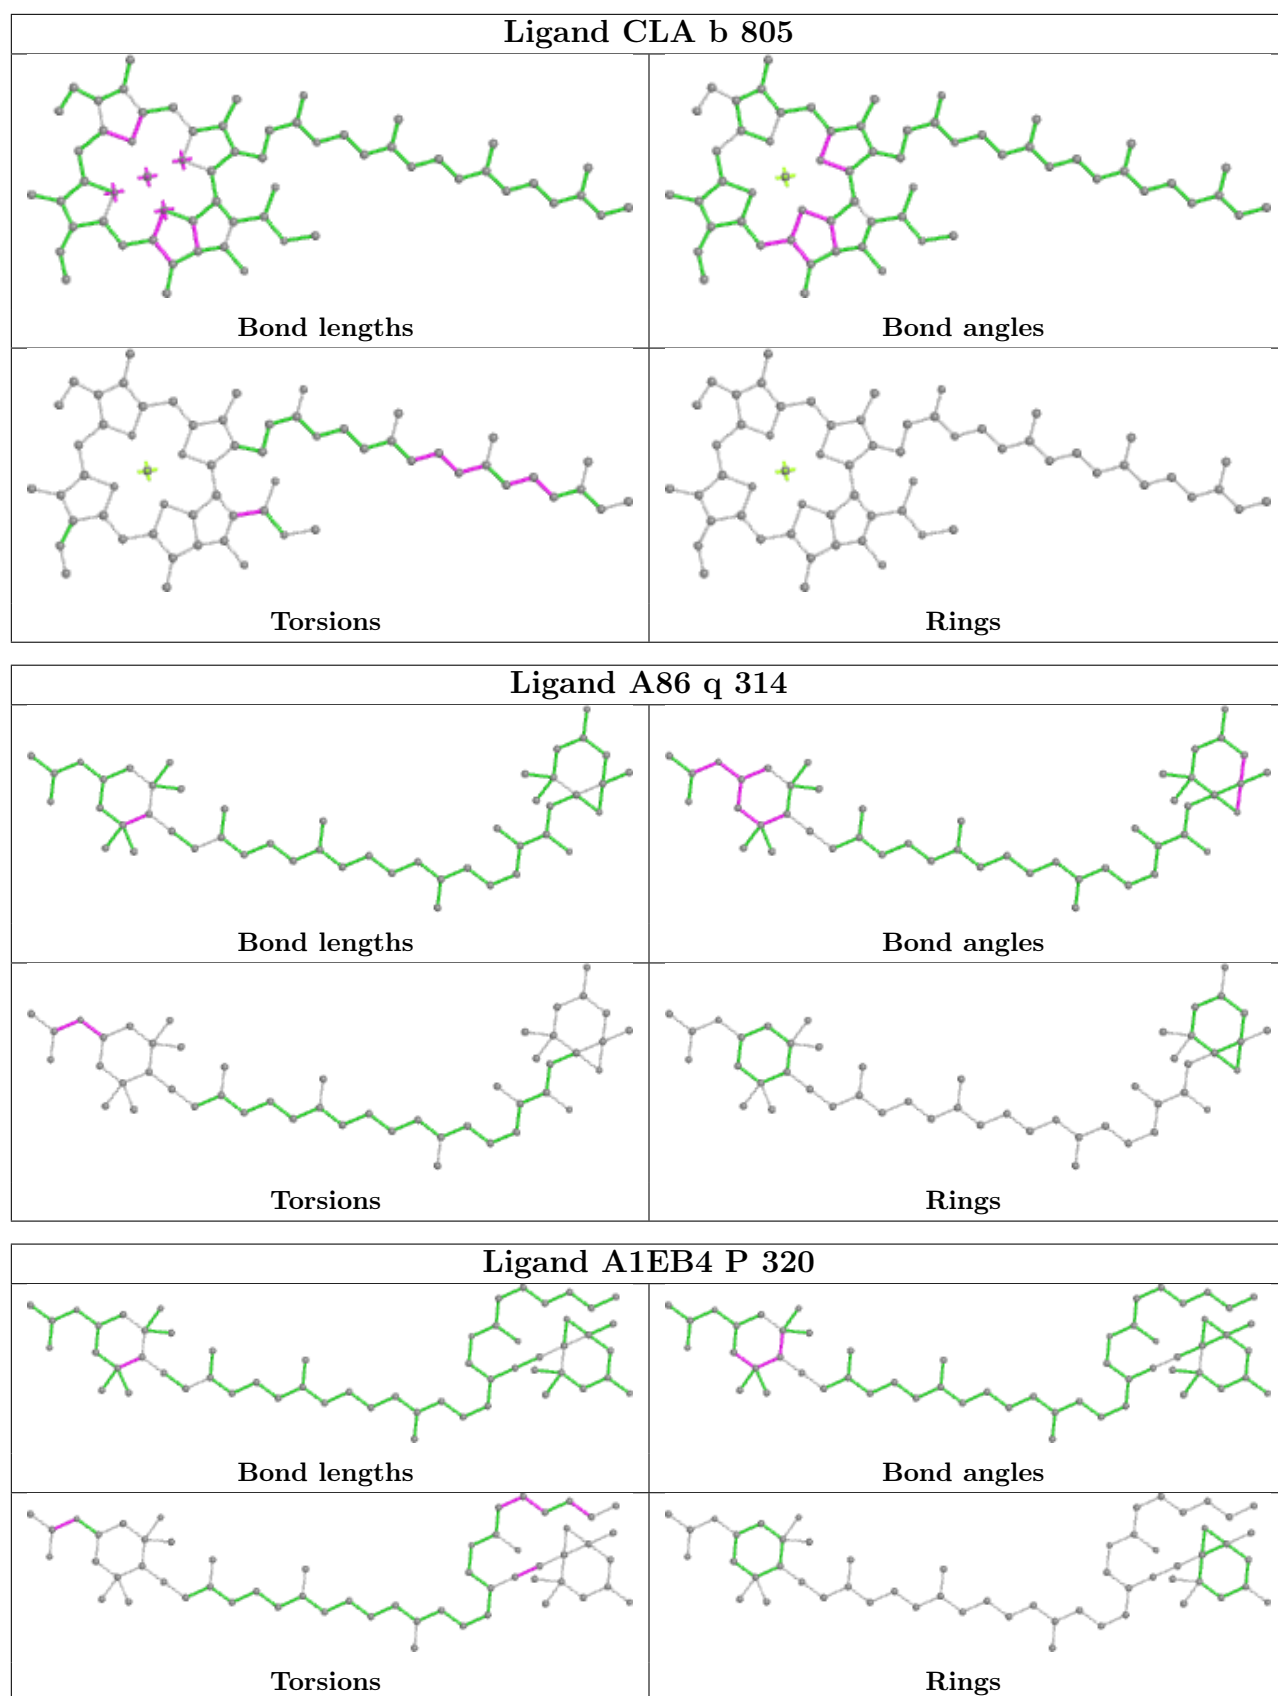 Ligand CLA b 805
Bond lengths
Bond angles
Torsions
Rings
Ligand A86 q 314
Bond lengths
Bond angles
Torsions
Rings
Ligand A1EB4 P 320
Bond lengths
Bond angles
Torsions
Rings